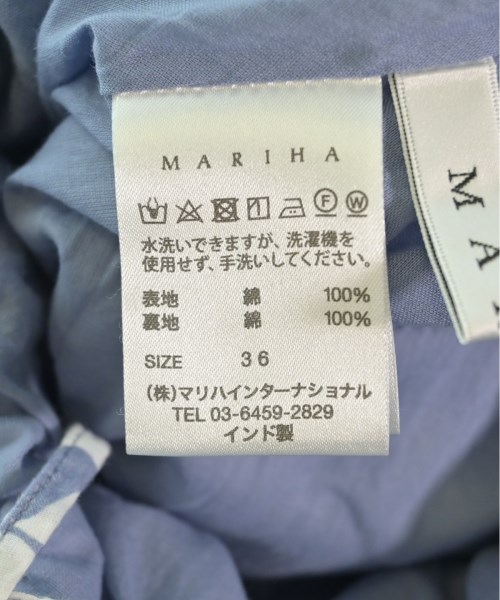 MARIHA
F W
水洗いできますが、洗濯機を
使用せず、手洗いしてください。
表地 綿 100%
裏地 綿 100%
SIZE 36
(株)マリハインターナショナル
TEL 03-6459-2829
インド製
M A